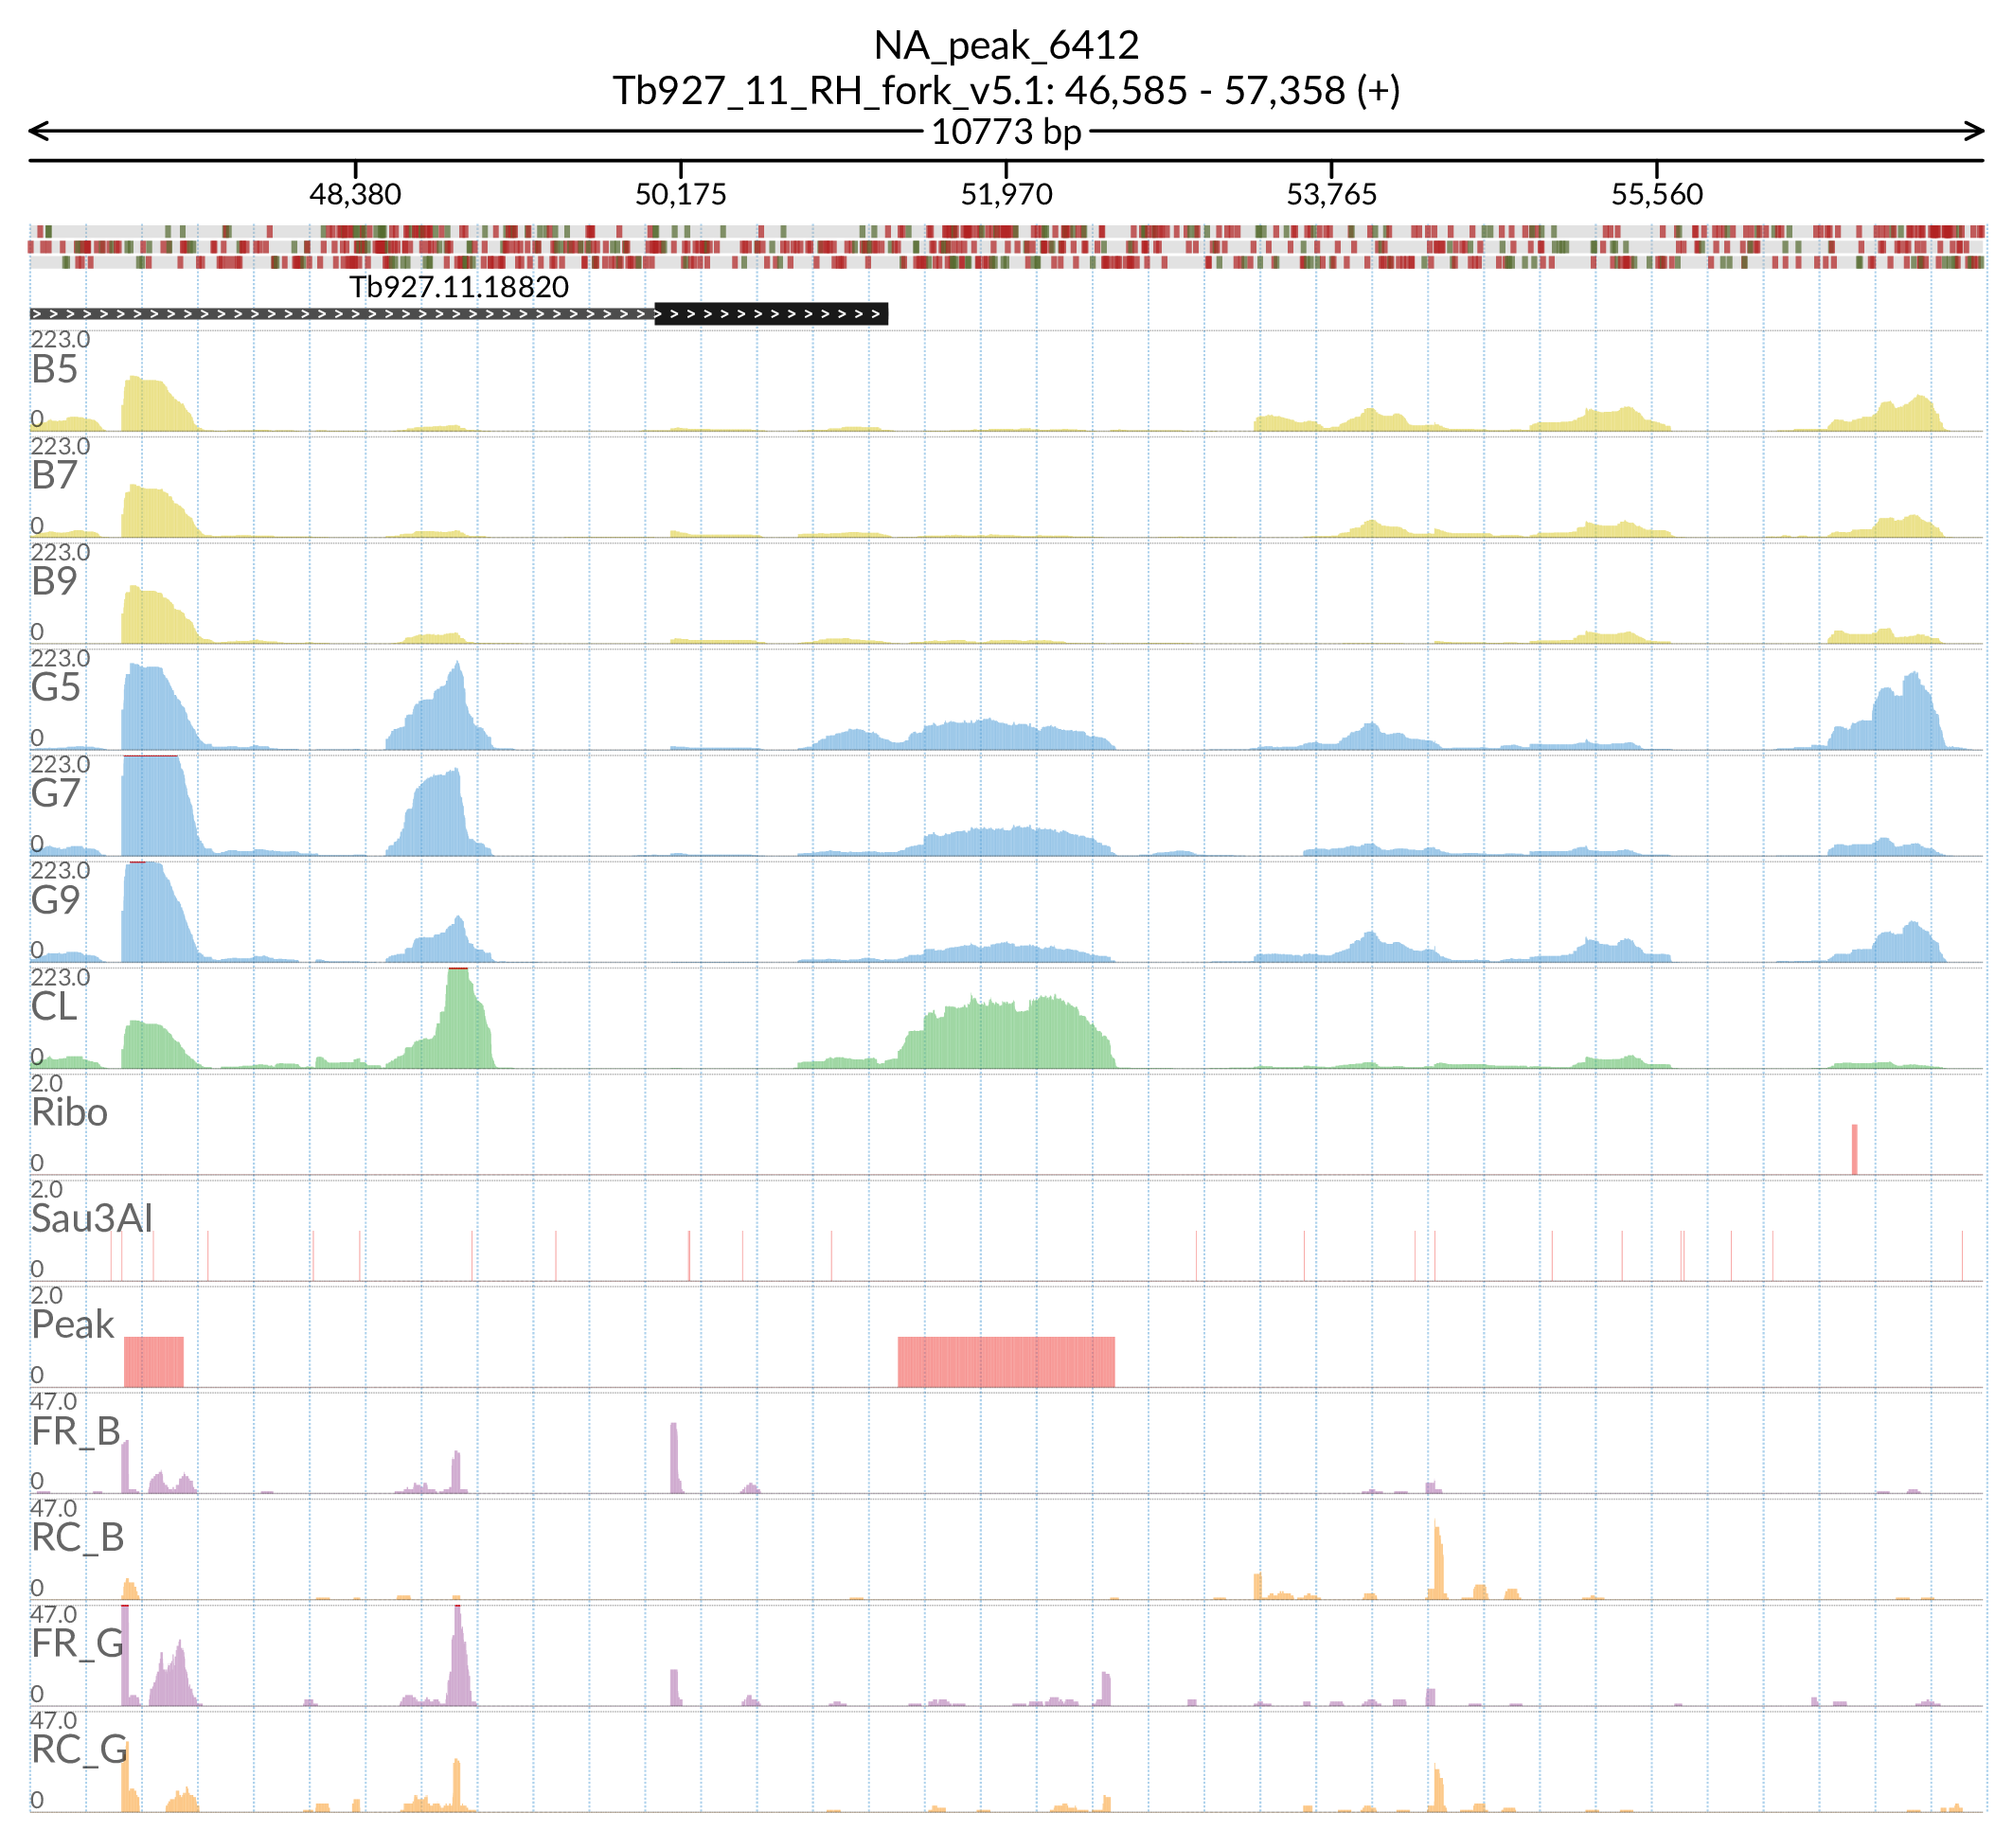 NA_peak_6412
Tb927_11_RH_fork_v5.1: 46,585 - 57,358 (+)
10773 bp
48,380 50,175 51,970 53,765 55,560
Tb927.11.18820
223.0
B5
0
223.0
B7
0
223.0
B9
0
223.0
G5
0
223.0
G7
0
223.0
G9
0
223.0
CL
0
2.0
Ribo
0
2.0
Sau3AI
0
2.0
Peak
0
47.0
FR_B
0
47.0
RC_B
0
47.0
FR_G
0
47.0
RC_G
0